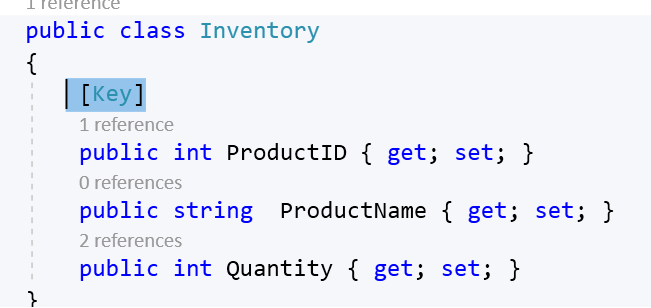 1 reference
public class Inventory
{
[Key]
1 reference
public int ProductID { get; set; }
0 references
public string  ProductName { get; set; }
2 references
public int Quantity { get; set; }
}